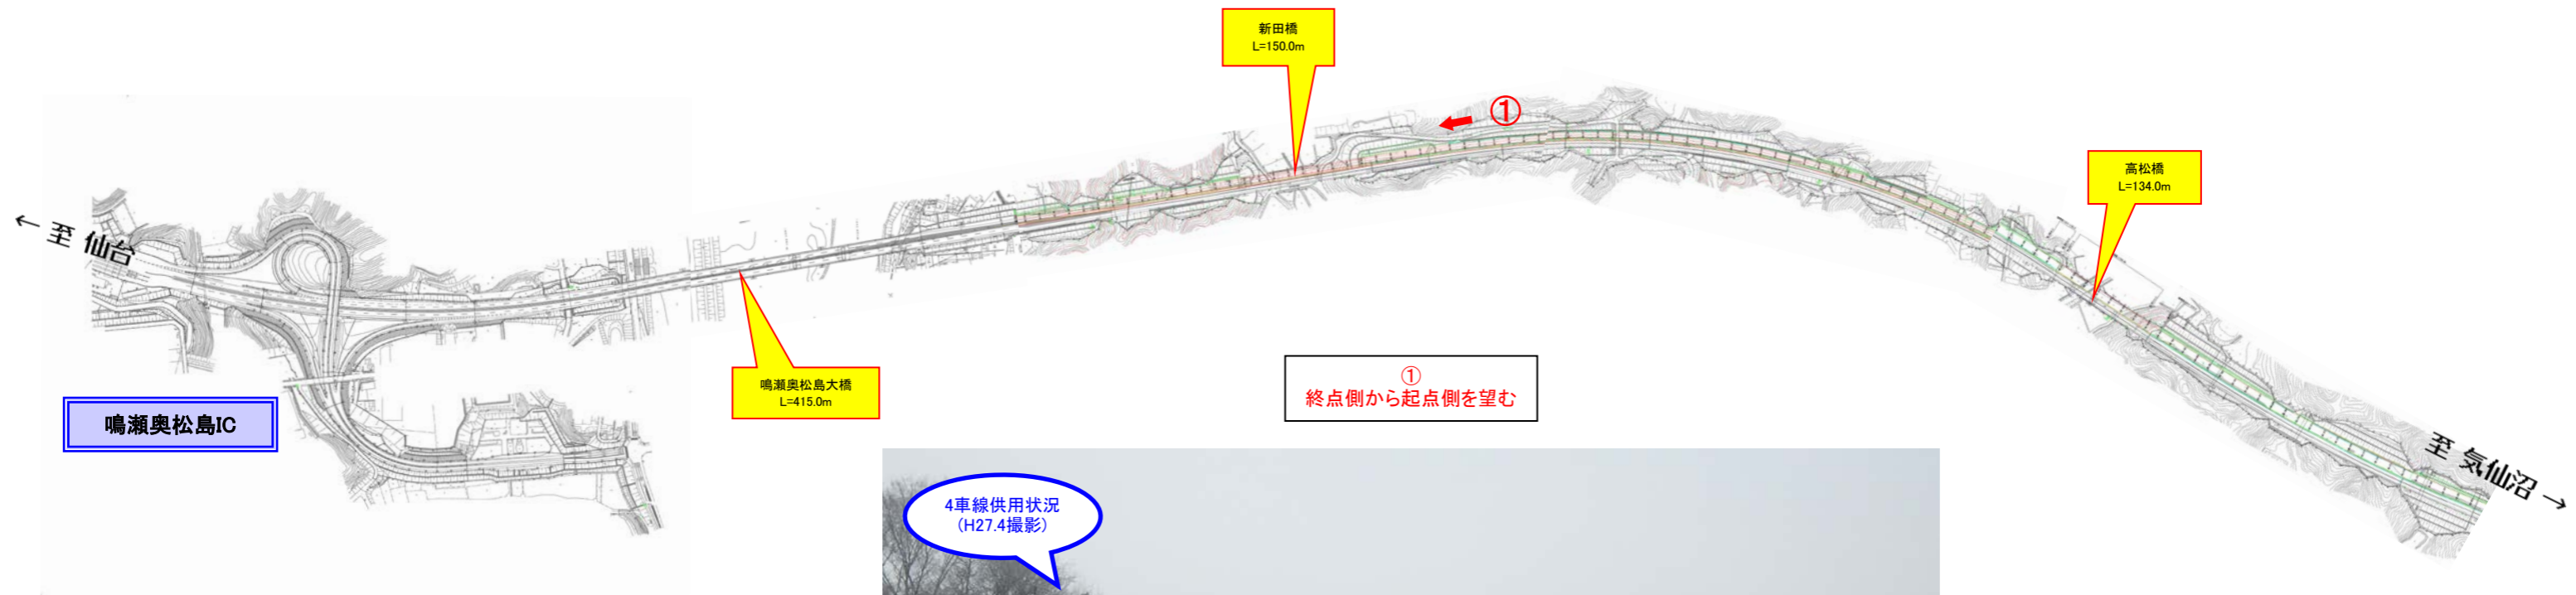 新田橋
L=150.0m
①
高松橋
L=134.0m
← 至 仙台
鳴瀬奥松島大橋
L=415.0m
①
終点側から起点側を望む
鳴瀬奥松島IC
至 気仙沼 →
4車線供用状況
（H27.4撮影）